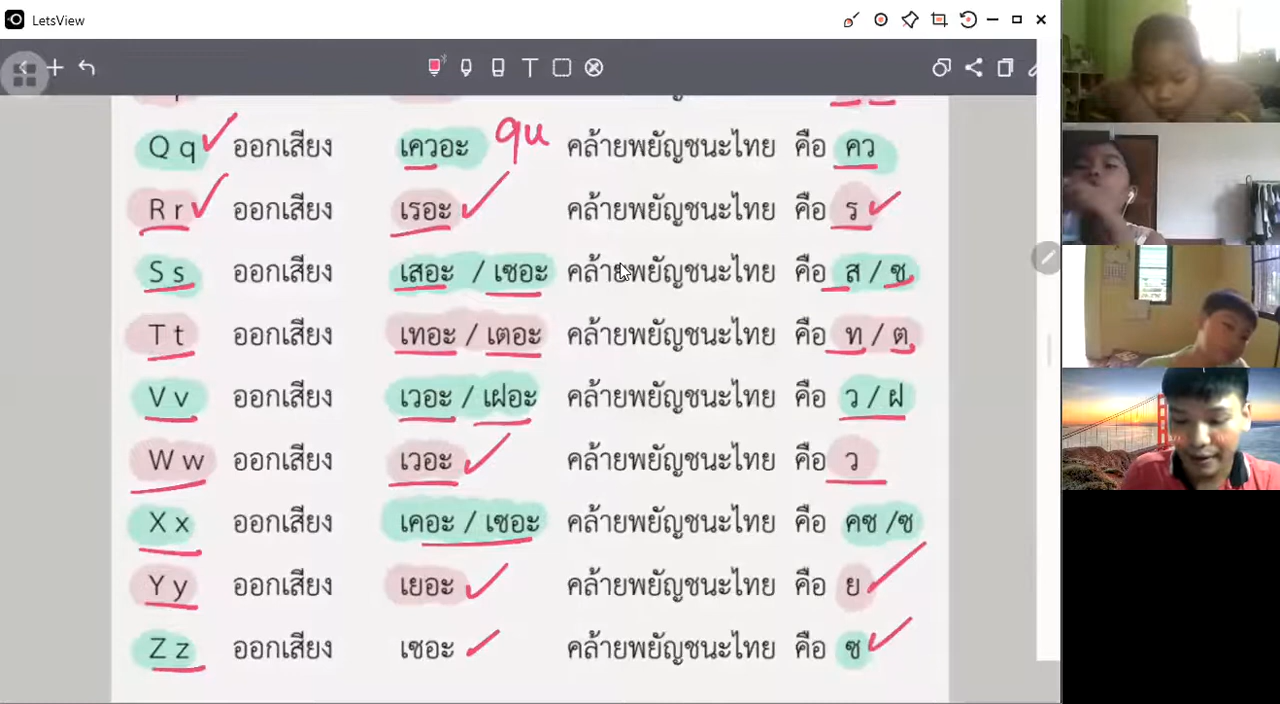 LetsView
Q q ออกเสียง เควอะ qu คล้ายพยัญชนะไทย คือ คว
R r ออกเสียง เรอะ คล้ายพยัญชนะไทย คือ ร
S s ออกเสียง เสอะ / เซอะ คล้ายพยัญชนะไทย คือ ส / ซ
T t ออกเสียง เทอะ / เตอะ คล้ายพยัญชนะไทย คือ ท / ต
V v ออกเสียง เวอะ / เฝอะ คล้ายพยัญชนะไทย คือ ว / ฝ
W w ออกเสียง เวอะ คล้ายพยัญชนะไทย คือ ว
X x ออกเสียง เคอะ / เซอะ คล้ายพยัญชนะไทย คือ คซ /ซ
Y y ออกเสียง เยอะ คล้ายพยัญชนะไทย คือ ย
Z z ออกเสียง เซอะ คล้ายพยัญชนะไทย คือ ซ